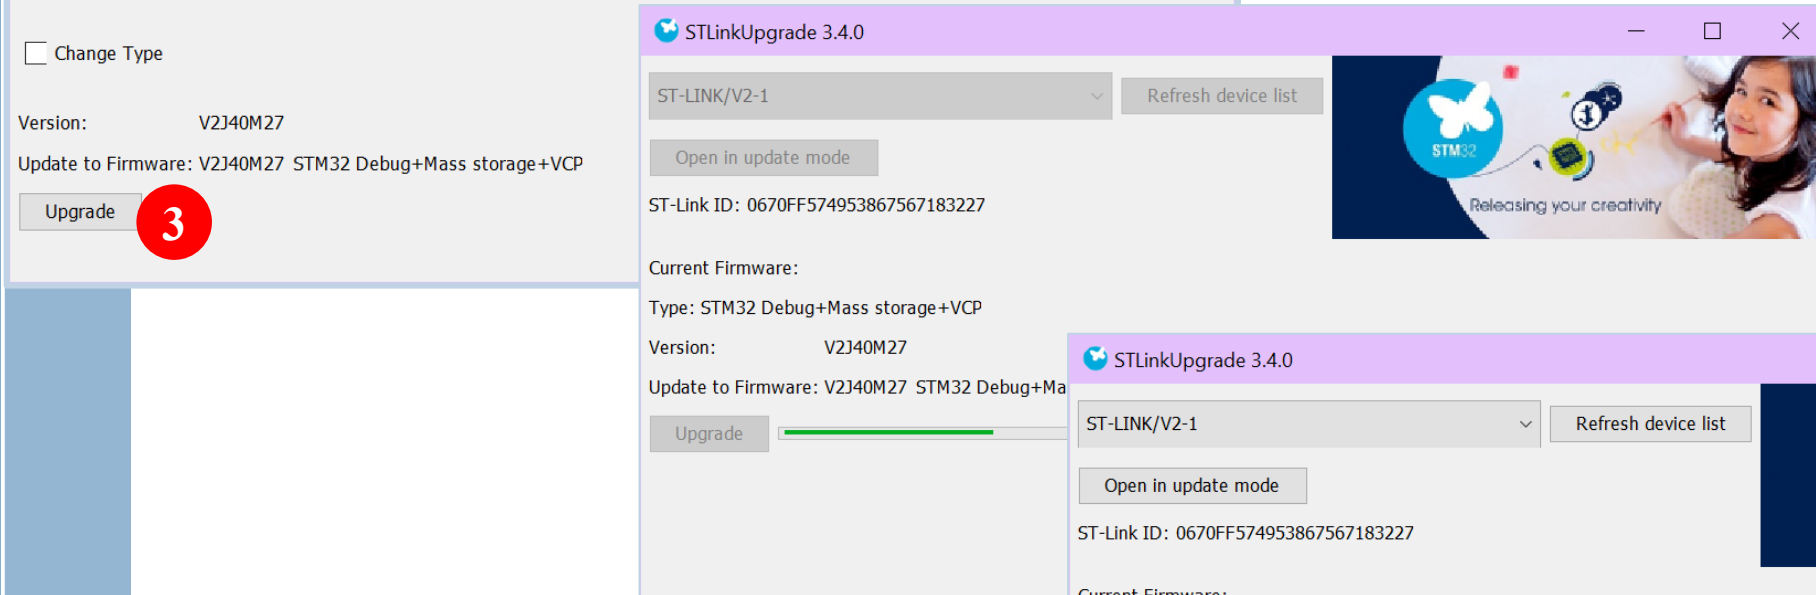 Change Type
Version: V2J40M27
Update to Firmware: V2J40M27 STM32 Debug+Mass storage+VCP
Upgrade
3
STLinkUpgrade 3.4.0
ST-LINK/V2-1
Refresh device list
Open in update mode
ST-Link ID: 0670FF574953867567183227
STM32
Releasing your creativity
Current Firmware:
Type: STM32 Debug+Mass storage+VCP
Version: V2J40M27
Update to Firmware: V2J40M27 STM32 Debug+Ma
Upgrade
STLinkUpgrade 3.4.0
ST-LINK/V2-1
Refresh device list
Open in update mode
ST-Link ID: 0670FF574953867567183227
Current Firmware: